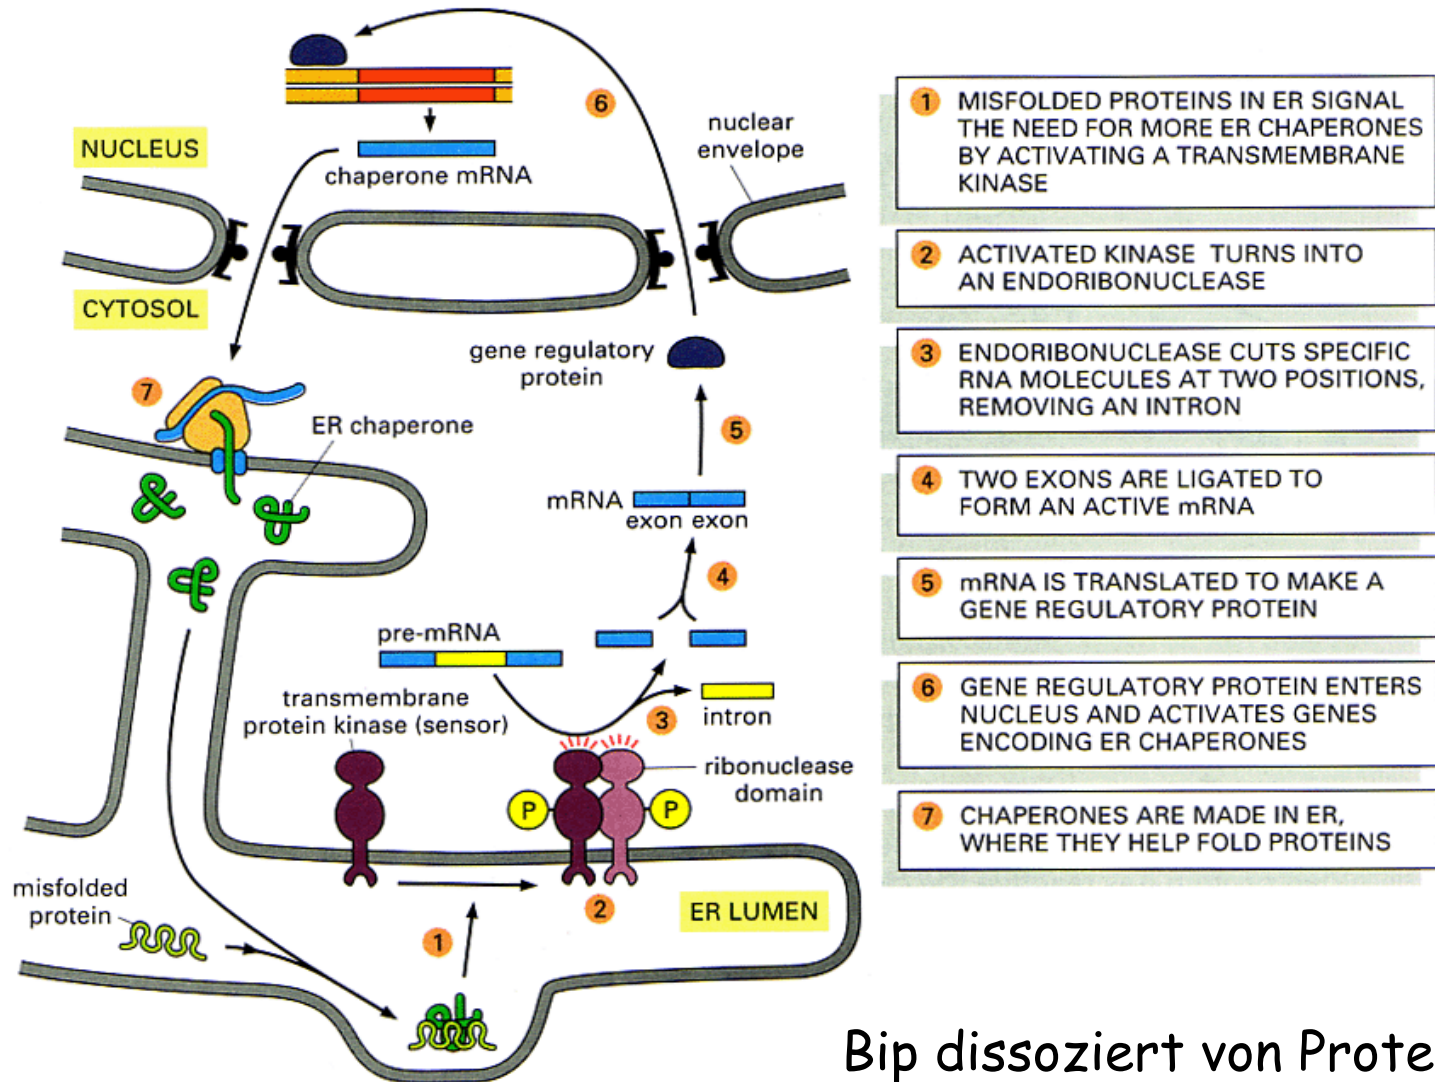 6
NUCLEUS
chaperone mRNA
nuclear
envelope
CYTOSOL
gene regulatory
protein
7
ER chaperone
5
mRNA
exon exon
4
pre-mRNA
transmembrane
protein kinase (sensor)
3
intron
ribonuclease
domain
P
P
misfolded
protein
2
ER LUMEN
1
1 MISFOLDED PROTEINS IN ER SIGNAL
THE NEED FOR MORE ER CHAPERONES
BY ACTIVATING A TRANSMEMBRANE
KINASE
2 ACTIVATED KINASE TURNS INTO
AN ENDORIBONUCLEASE
3 ENDORIBONUCLEASE CUTS SPECIFIC
RNA MOLECULES AT TWO POSITIONS,
REMOVING AN INTRON
4 TWO EXONS ARE LIGATED TO
FORM AN ACTIVE mRNA
5 mRNA IS TRANSLATED TO MAKE A
GENE REGULATORY PROTEIN
6 GENE REGULATORY PROTEIN ENTERS
NUCLEUS AND ACTIVATES GENES
ENCODING ER CHAPERONES
7 CHAPERONES ARE MADE IN ER,
WHERE THEY HELP FOLD PROTEINS
Bip dissoziert von Prote